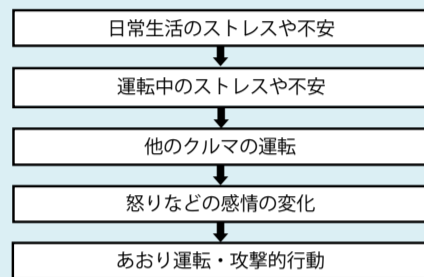 日常生活のストレスや不安
運転中のストレスや不安
他のクルマの運転
怒りなどの感情の変化
あおり運転・攻撃的行動